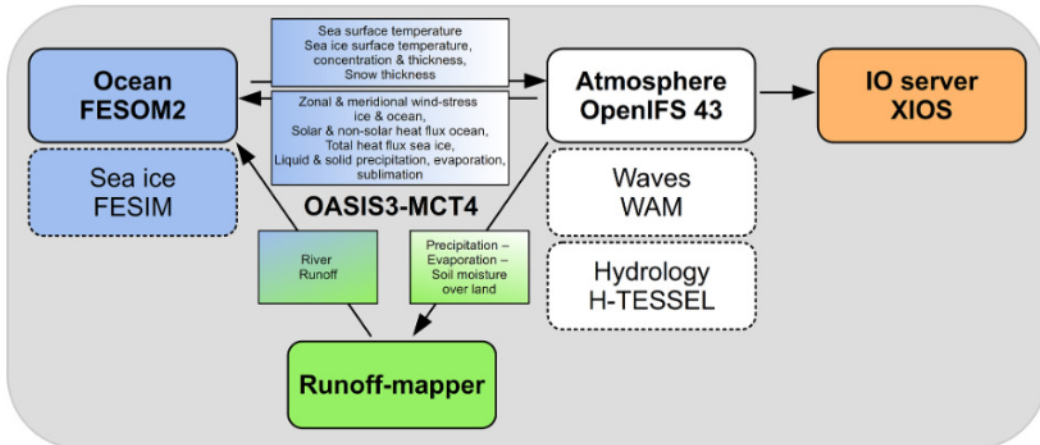 Ocean
FESOM2
Sea ice
FESIM
Sea surface temperature
Sea ice surface temperature,
concentration & thickness,
Snow thickness
Zonal & meridional wind-stress
ice & ocean,
Solar & non-solar heat flux ocean,
Total heat flux sea ice,
Liquid & solid precipitation, evaporation,
sublimation
OASIS3-MCT4
Atmosphere
OpenIFS 43
Waves
WAM
Hydrology
H-TESSEL
IO server
XIOS
River
Runoff
Precipitation –
Evaporation –
Soil moisture
over land
Runoff-mapper